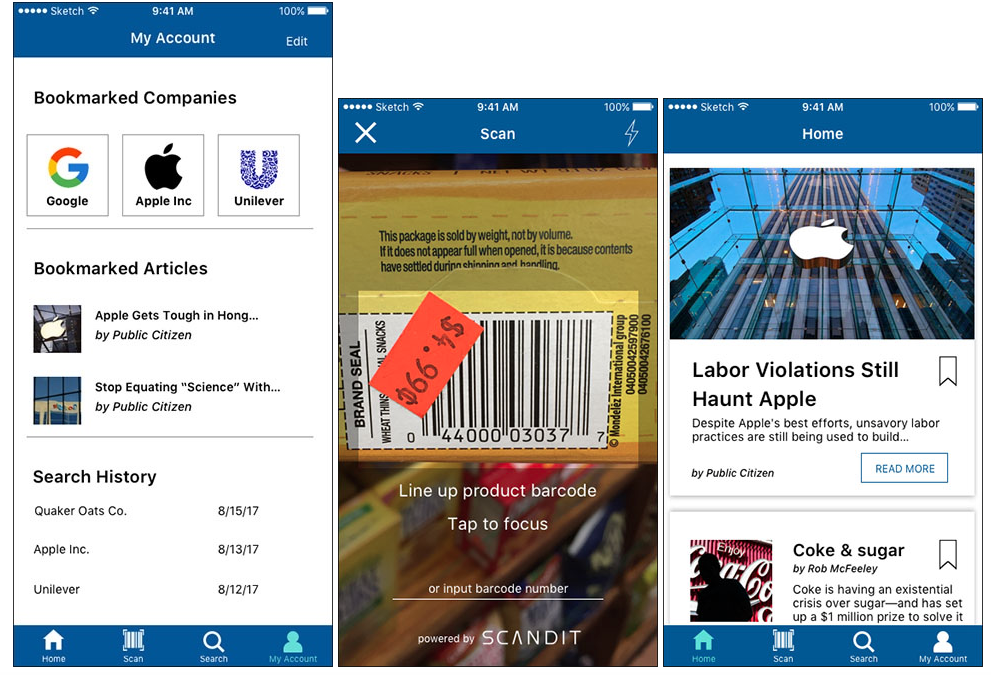 Sketch 9:41 AM 100%
My Account Edit
Bookmarked Companies
Google Apple Inc Unilever
Bookmarked Articles
Apple Gets Tough in Hong...
by Public Citizen
Stop Equating “Science” With...
by Public Citizen
Search History
Quaker Oats Co. 8/15/17
Apple Inc. 8/13/17
Unilever 8/12/17
Home Scan Search My Account
Sketch 9:41 AM 100%
Scan
This package is sold by weight, not by volume.
If it does not appear full when opened, it is because contents
have settled during shipping and handling.
BRAND SEAL
WHEAT THINS SNACKS
$4.99
0 44000 03037 7
© Mondelez International group
04050042597900
04050042676100
Line up product barcode
Tap to focus
or input barcode number
powered by SCANDIT
Sketch 9:41 AM 100%
Home
Labor Violations Still
Haunt Apple
Despite Apple's best efforts, unsavory labor
practices are still being used to build...
by Public Citizen
READ MORE
Enjoy
Coke & sugar
by Rob McFeeley
Coke is having an existential
crisis over sugar—and has set
up a $1 million prize to solve it
Home Scan Search My Account